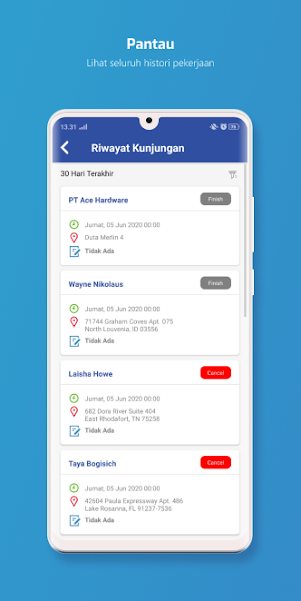 Pantau
Lihat seluruh histori pekerjaan
13.31
Riwayat Kunjungan
30 Hari Terakhir
PT Ace Hardware
Finish
Jumat, 05 Jun 2020 00:00
Duta Merlin 4
Tidak Ada
Wayne Nikolaus
Finish
Jumat, 05 Jun 2020 00:00
71744 Graham Coves Apt. 075
North Louvenia, ID 03556
Tidak Ada
Laisha Howe
Cancel
Jumat, 05 Jun 2020 00:00
682 Dora River Suite 404
East Rhodafort, TN 75258
Tidak Ada
Taya Bogisich
Cancel
Jumat, 05 Jun 2020 00:00
42604 Paula Expressway Apt. 486
Lake Rosanna, FL 91237-7536
Tidak Ada